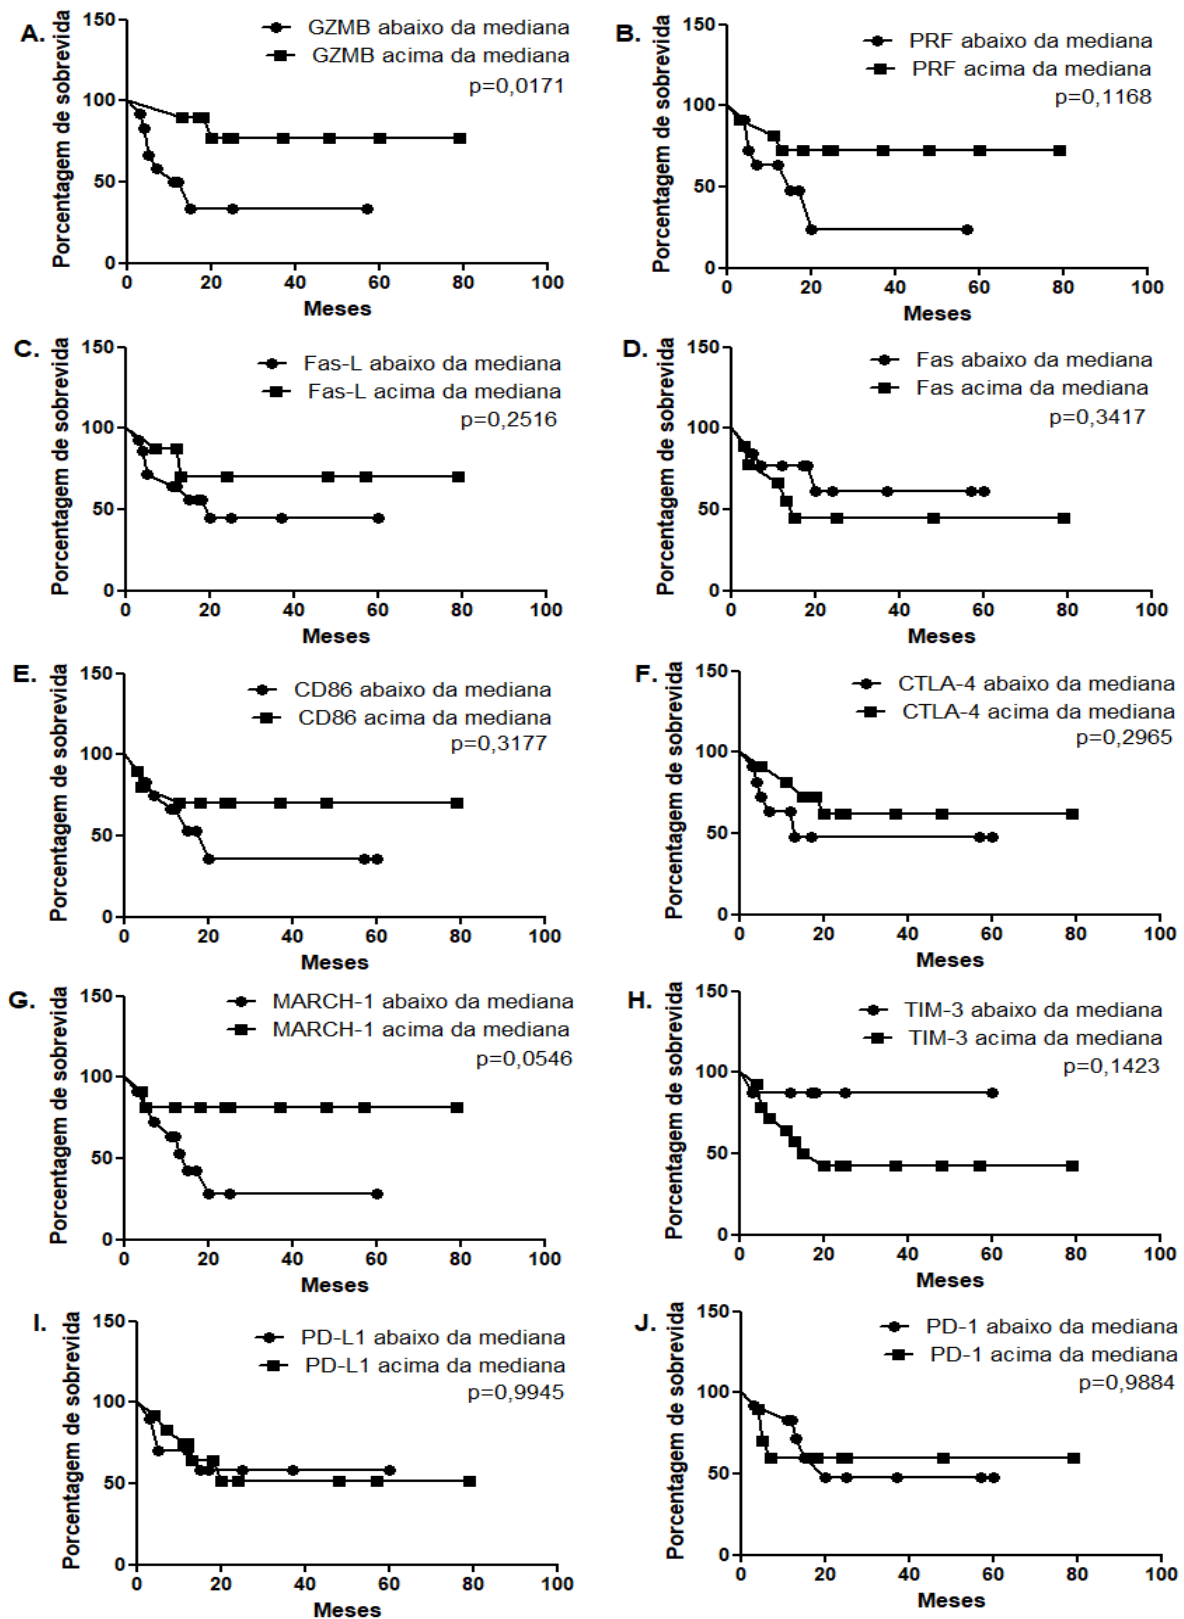 A.
GZMB abaixo da mediana
GZMB acima da mediana
p=0,0171
Porcentagem de sobrevida
150
100
50
0
0 20 40 60 80 100
Meses
B.
PRF abaixo da mediana
PRF acima da mediana
p=0,1168
Porcentagem de sobrevida
150
100
50
0
0 20 40 60 80 100
Meses
C.
Fas-L abaixo da mediana
Fas-L acima da mediana
p=0,2516
Porcentagem de sobrevida
150
100
50
0
0 20 40 60 80 100
Meses
D.
Fas abaixo da mediana
Fas acima da mediana
p=0,3417
Porcentagem de sobrevida
150
100
50
0
0 20 40 60 80 100
Meses
E.
CD86 abaixo da mediana
CD86 acima da mediana
p=0,3177
Porcentagem de sobrevida
150
100
50
0
0 20 40 60 80 100
Meses
F.
CTLA-4 abaixo da mediana
CTLA-4 acima da mediana
p=0,2965
Porcentagem de sobrevida
150
100
50
0
0 20 40 60 80 100
Meses
G.
MARCH-1 abaixo da mediana
MARCH-1 acima da mediana
p=0,0546
Porcentagem de sobrevida
150
100
50
0
0 20 40 60 80 100
Meses
H.
TIM-3 abaixo da mediana
TIM-3 acima da mediana
p=0,1423
Porcentagem de sobrevida
150
100
50
0
0 20 40 60 80 100
Meses
I.
PD-L1 abaixo da mediana
PD-L1 acima da mediana
p=0,9945
Porcentagem de sobrevida
150
100
50
0
0 20 40 60 80 100
Meses
J.
PD-1 abaixo da mediana
PD-1 acima da mediana
p=0,9884
Porcentagem de sobrevida
150
100
50
0
0 20 40 60 80 100
Meses